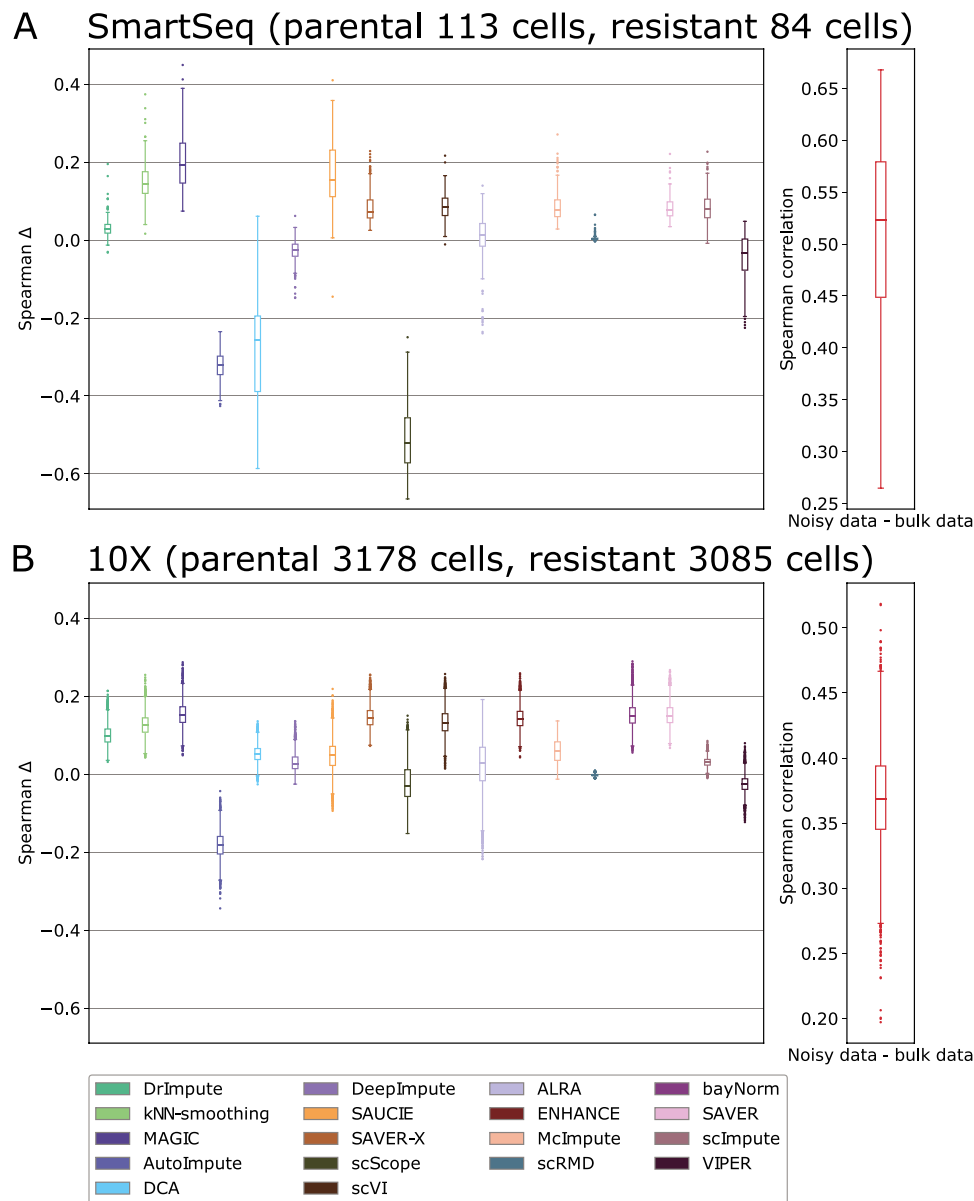 A SmartSeq (parental 113 cells, resistant 84 cells)
Spearman Δ
0.4
0.2
0.0
−0.2
−0.4
−0.6
Spearman correlation
0.65
0.60
0.55
0.50
0.45
0.40
0.35
0.30
0.25
Noisy data - bulk data
B 10X (parental 3178 cells, resistant 3085 cells)
Spearman Δ
0.4
0.2
0.0
−0.2
−0.4
−0.6
Spearman correlation
0.50
0.45
0.40
0.35
0.30
0.25
0.20
Noisy data - bulk data
DrImpute
kNN-smoothing
MAGIC
AutoImpute
DCA
DeepImpute
SAUCIE
SAVER-X
scScope
scVI
ALRA
ENHANCE
McImpute
scRMD
bayNorm
SAVER
scImpute
VIPER